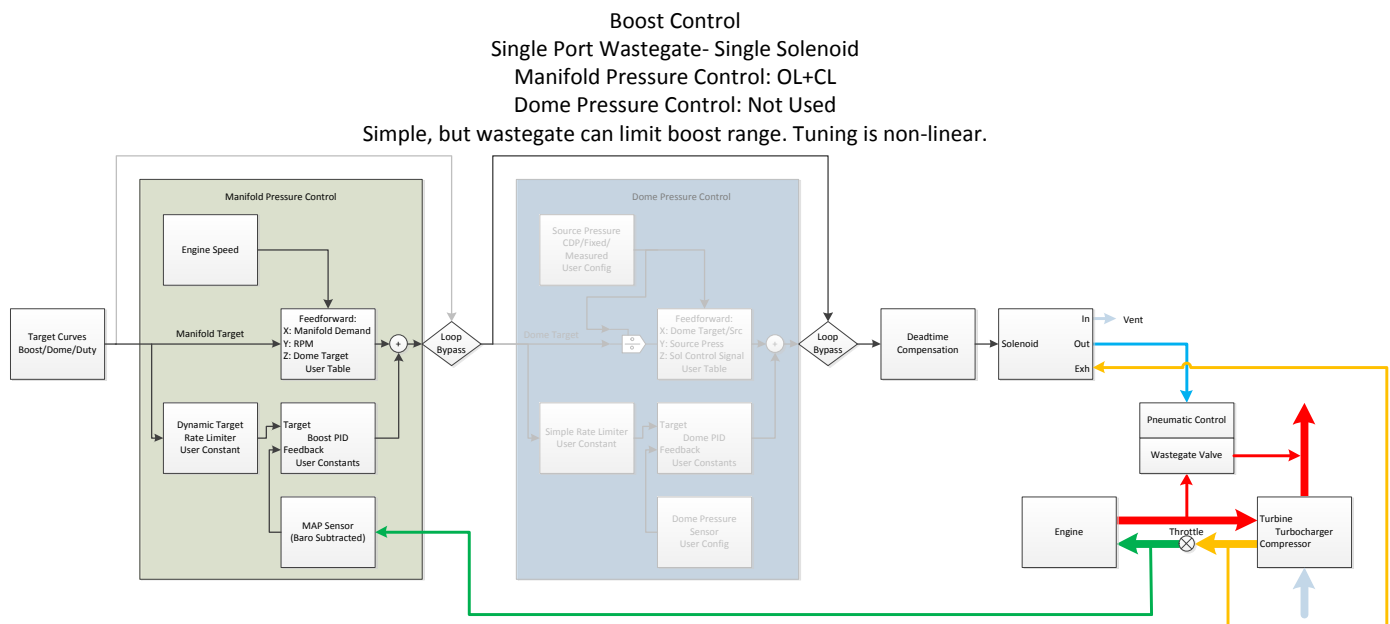 Boost Control
Single Port Wastegate- Single Solenoid
Manifold Pressure Control: OL+CL
Dome Pressure Control: Not Used
Simple, but wastegate can limit boost range. Tuning is non-linear.
Manifold Pressure Control
Engine Speed
Target Curves
Boost/Dome/Duty
Manifold Target
Feedforward:
X: Manifold Demand
Y: RPM
Z: Dome Target
User Table
+
Loop
Bypass
Dynamic Target
Rate Limiter
User Constant
Target
Boost PID
Feedback
User Constants
MAP Sensor
(Baro Subtracted)
Dome Pressure Control
Source Pressure
CDP/Fixed/
Measured
User Config
Dome Target
÷
Feedforward:
X: Dome Target/Src
Y: Source Press
Z: Sol Control Signal
User Table
+
Loop
Bypass
Simple Rate Limiter
User Constant
Target
Dome PID
Feedback
User Constants
Dome Pressure
Sensor
User Config
Deadtime
Compensation
Solenoid
In
Out
Exh
Vent
Pneumatic Control
Wastegate Valve
Engine
Throttle
Turbine
Turbocharger
Compressor